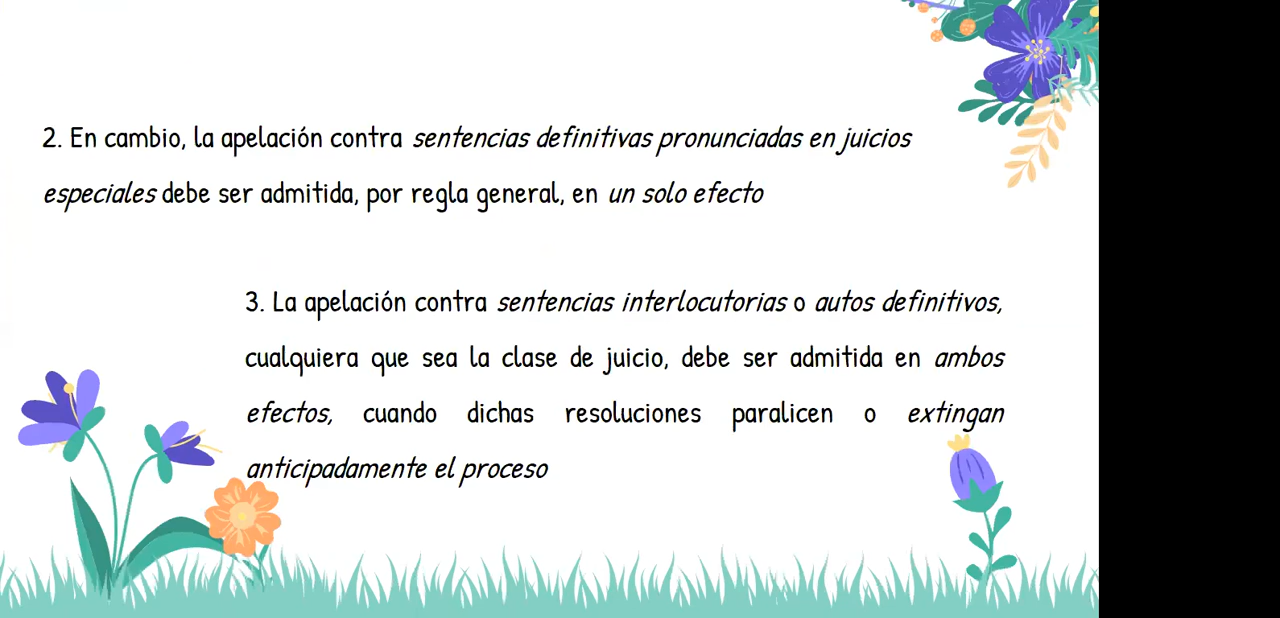 2. En cambio, la apelación contra sentencias definitivas pronunciadas en juicios
especiales debe ser admitida, por regla general, en un solo efecto
3. La apelación contra sentencias interlocutorias o autos definitivos,
cualquiera que sea la clase de juicio, debe ser admitida en ambos
efectos, cuando dichas resoluciones paralicen o extingan
anticipadamente el proceso